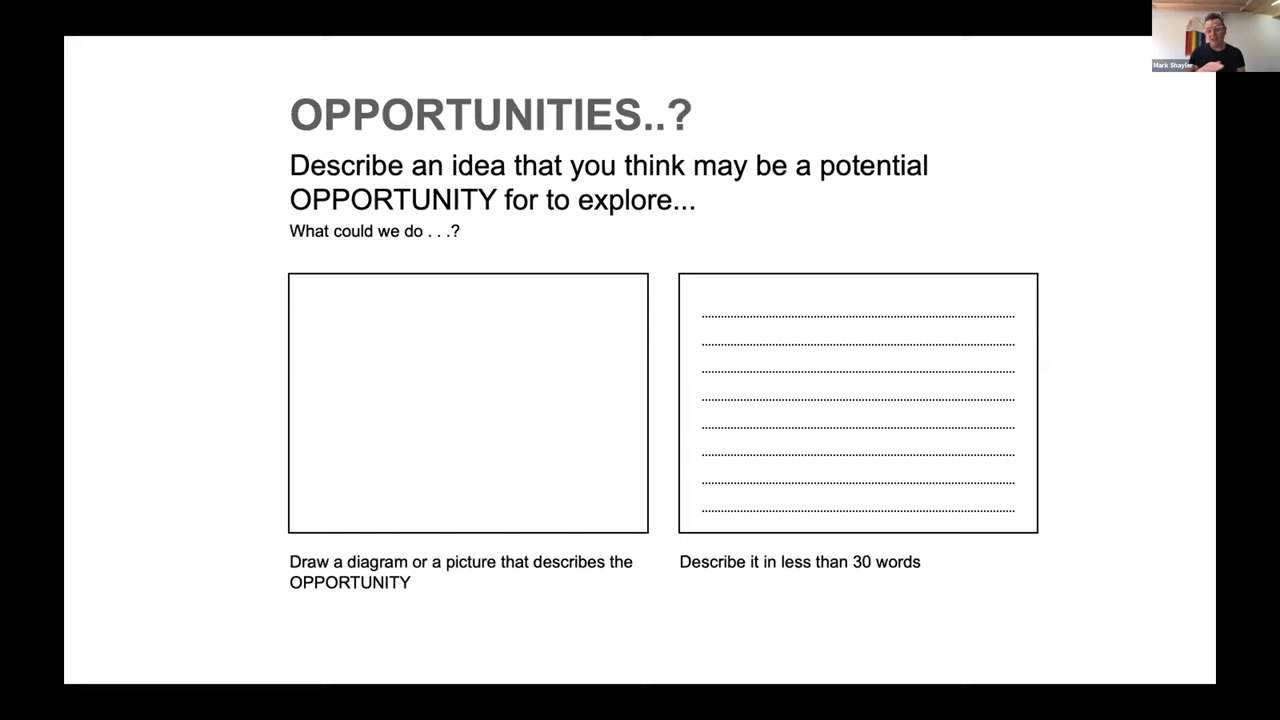 Mark Shayler
OPPORTUNITIES..?
Describe an idea that you think may be a potential
OPPORTUNITY for to explore...
What could we do . . .?
Draw a diagram or a picture that describes the
OPPORTUNITY
Describe it in less than 30 words